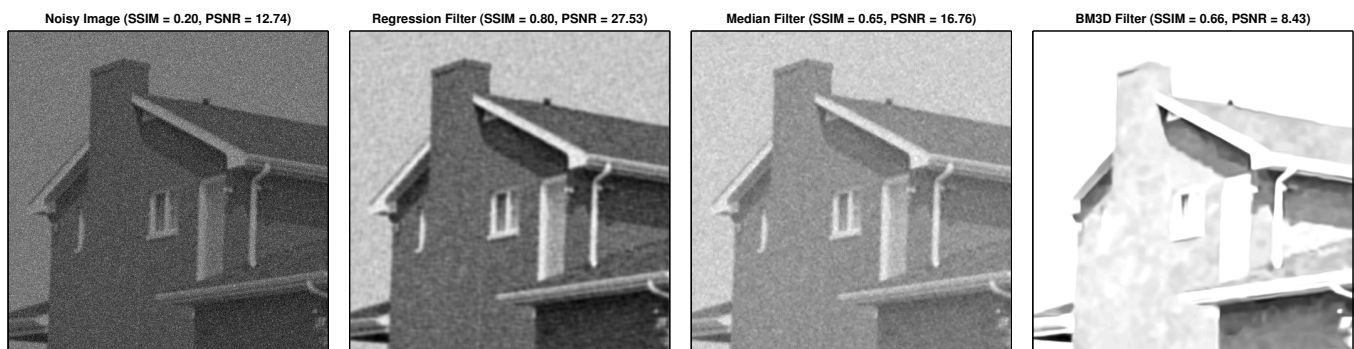 Noisy Image (SSIM = 0.20, PSNR = 12.74)
Regression Filter (SSIM = 0.80, PSNR = 27.53)
Median Filter (SSIM = 0.65, PSNR = 16.76)
BM3D Filter (SSIM = 0.66, PSNR = 8.43)